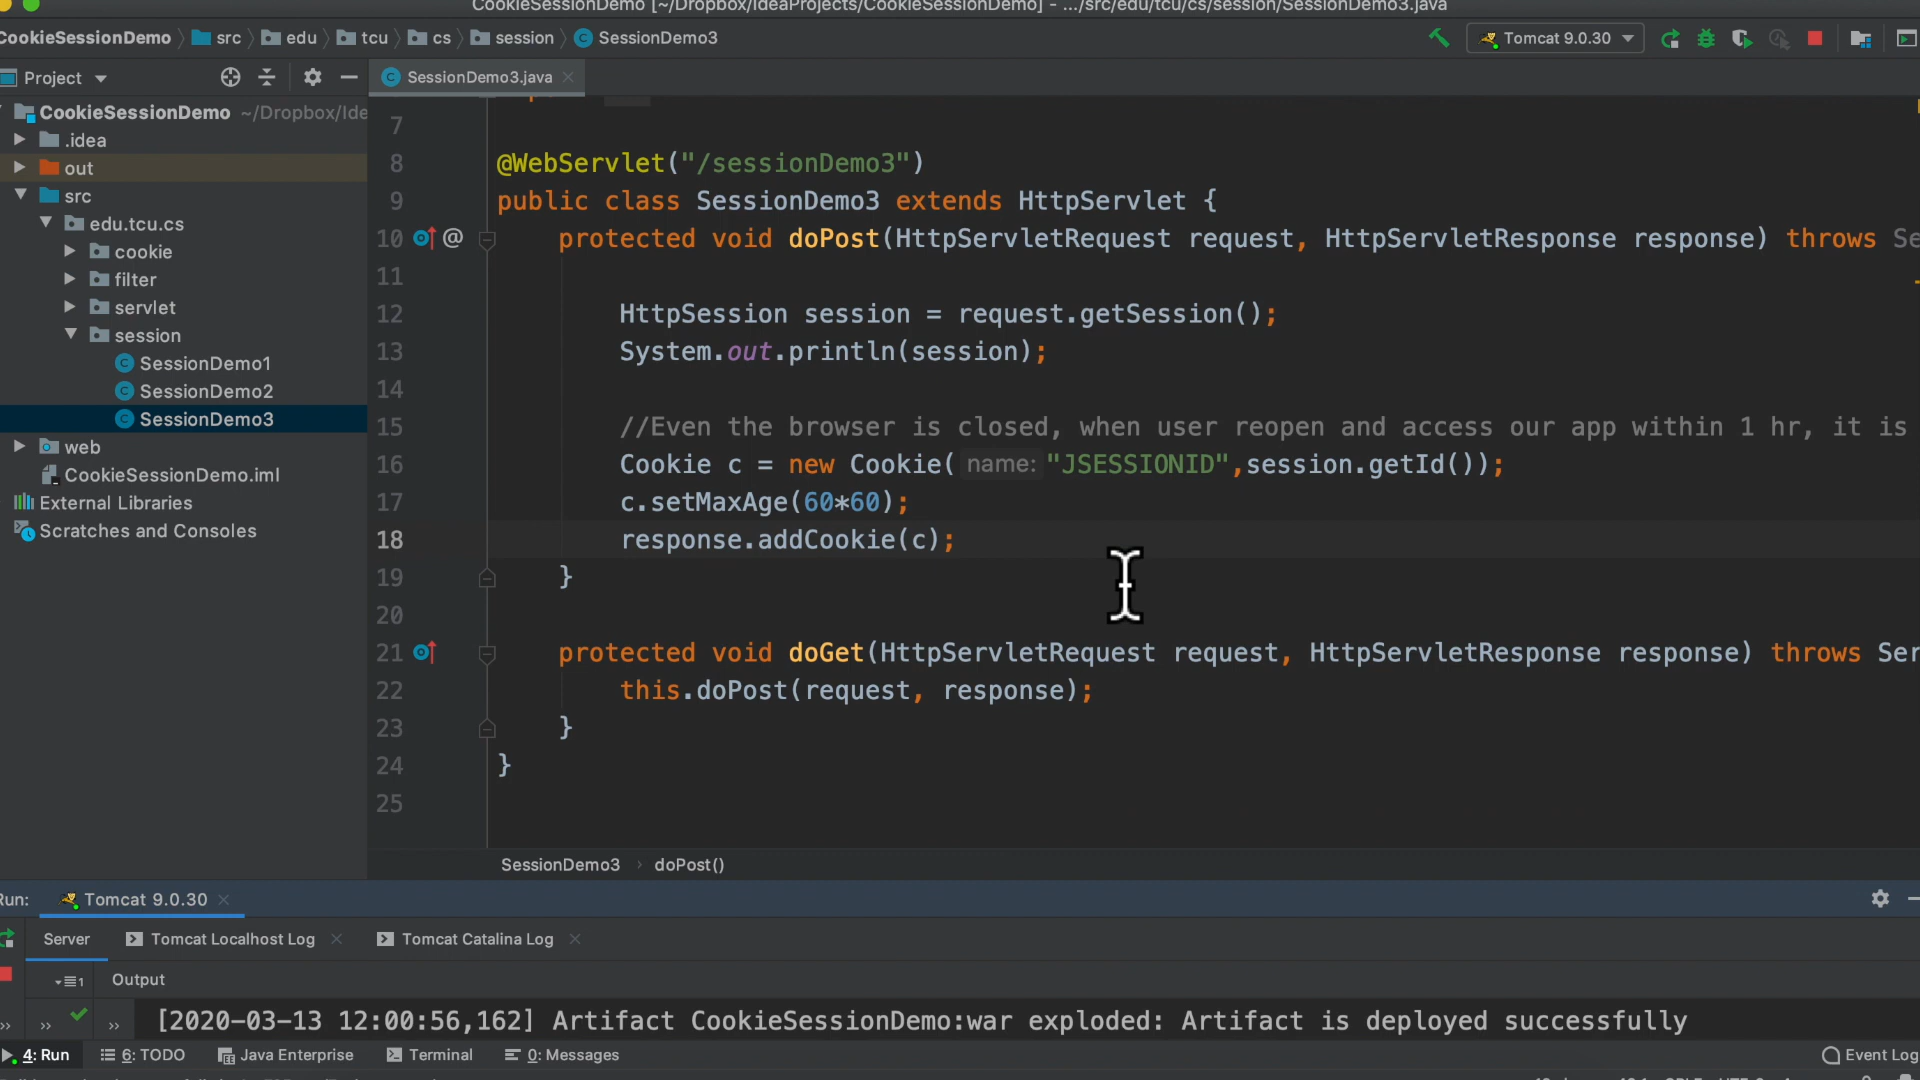 CookieSessionDemo [~/Dropbox/IdeaProjects/CookieSessionDemo] - .../src/edu/tcu/cs/session/SessionDemo3.java
CookieSessionDemo src edu tcu cs session SessionDemo3
Tomcat 9.0.30
Project
SessionDemo3.java
CookieSessionDemo ~/Dropbox/Ide
.idea
out
src
edu.tcu.cs
cookie
filter
servlet
session
SessionDemo1
SessionDemo2
SessionDemo3
web
CookieSessionDemo.iml
External Libraries
Scratches and Consoles
7
8 @WebServlet("/sessionDemo3")
9 public class SessionDemo3 extends HttpServlet {
10 @ protected void doPost(HttpServletRequest request, HttpServletResponse response) throws Se
11
12 HttpSession session = request.getSession();
13 System.out.println(session);
14
15 //Even the browser is closed, when user reopen and access our app within 1 hr, it is
16 Cookie c = new Cookie( name: "JSESSIONID",session.getId());
17 c.setMaxAge(60*60);
18 response.addCookie(c);
19 }
20
21 protected void doGet(HttpServletRequest request, HttpServletResponse response) throws Ser
22 this.doPost(request, response);
23 }
24 }
25
SessionDemo3 › doPost()
Run: Tomcat 9.0.30
Server Tomcat Localhost Log Tomcat Catalina Log
Output
[2020-03-13 12:00:56,162] Artifact CookieSessionDemo:war exploded: Artifact is deployed successfully
4: Run 6: TODO Java Enterprise Terminal 0: Messages Event Log